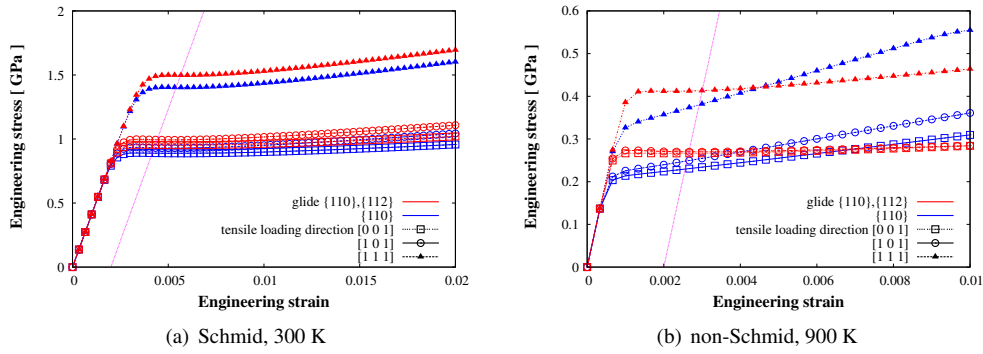 2
1.5
1
0.5
0
Engineering stress [ GPa]
glide {110},{112}
{110}
tensile loading direction [0 0 1]
[1 0 1]
[1 1 1]
0 0.005 0.01 0.015 0.02
Engineering strain
(a) Schmid, 300 K
0.6
0.5
0.4
0.3
0.2
0.1
0
Engineering stress [ GPa]
glide {110},{112}
{110}
tensile loading direction [0 0 1]
[1 0 1]
[1 1 1]
0 0.002 0.004 0.006 0.008 0.01
Engineering strain
(b) non-Schmid, 900 K